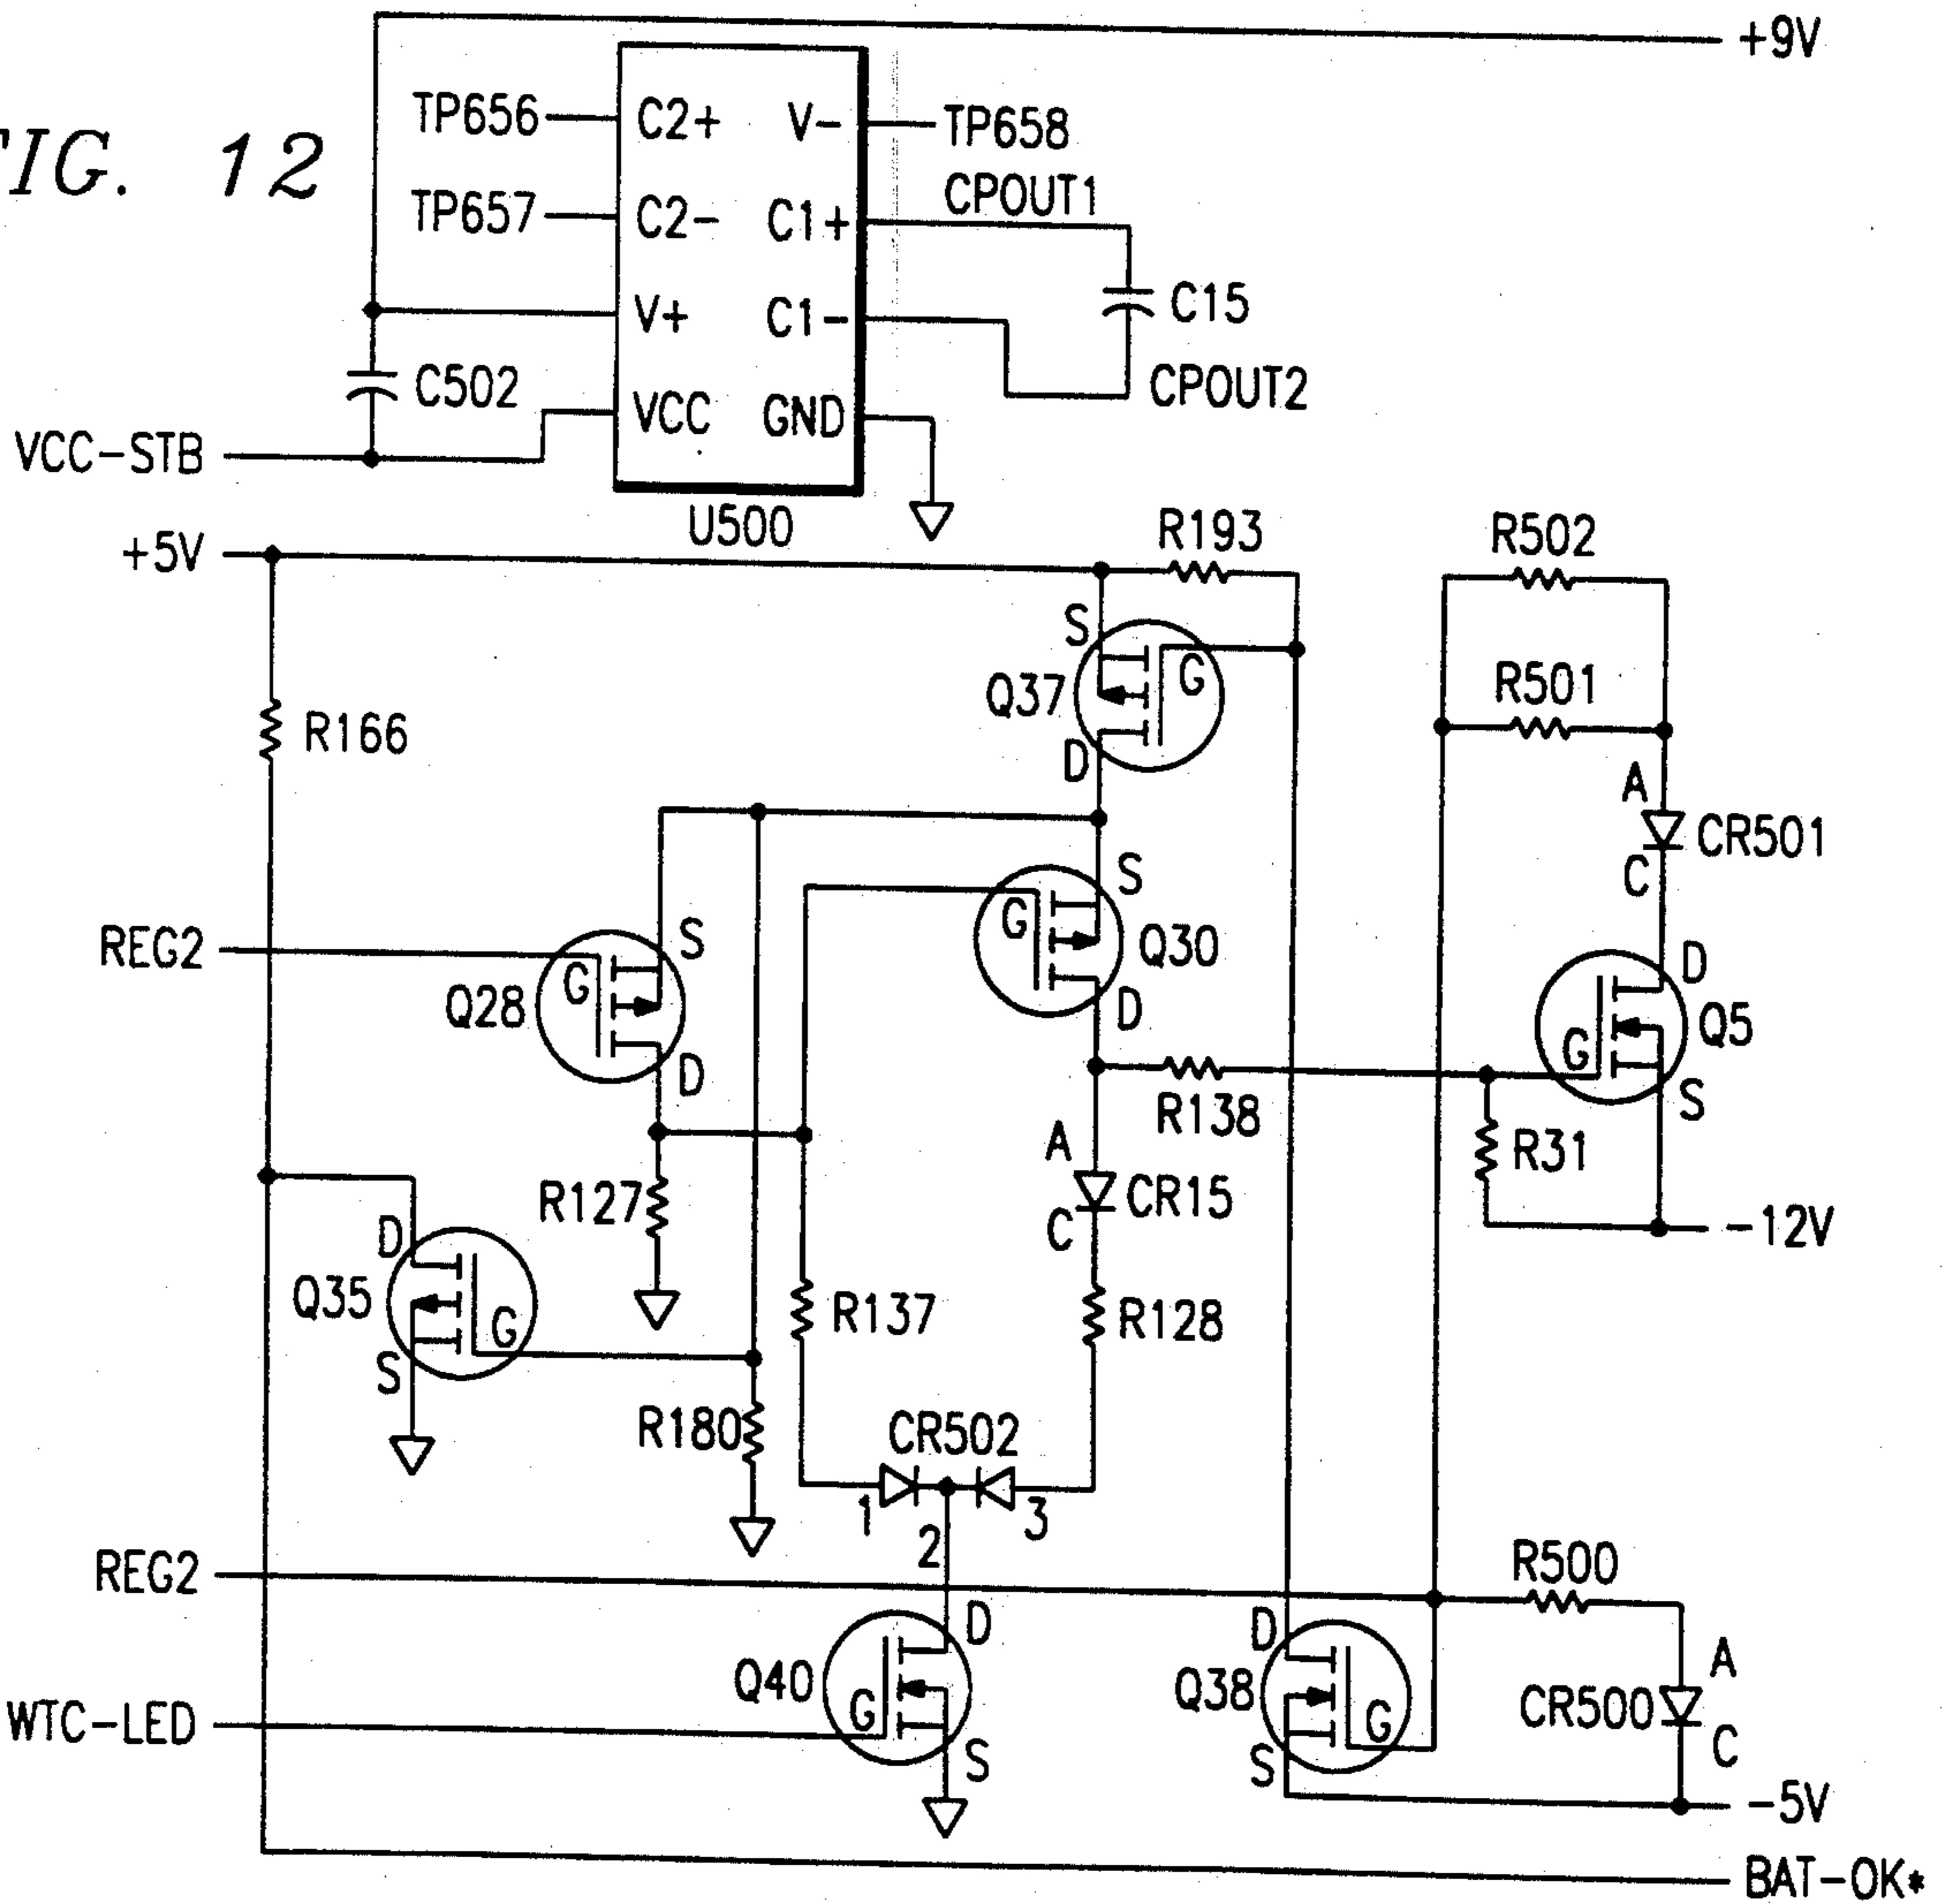 +9V
FIG. 12
TP656
C2+
V-
TP658
CPOUT1
TP657
C2-
C1+
V+
C1-
C15
C502
CPOUT2
VCC
GND
VCC-STB
U500
+5V
R193
R502
S
Q37
G
R501
R166
D
A
CR501
C
S
REG2
S
G
Q30
G
Q28
D
D
Q5
D
G
S
R138
A
R31
R127
CR15
C
-12V
D
Q35
G
R137
R128
S
R180
CR502
1
2
3
REG2
R500
D
D
A
Q40
G
Q38
G
CR500
WTC-LED
S
S
C
-5V
BAT-OK*